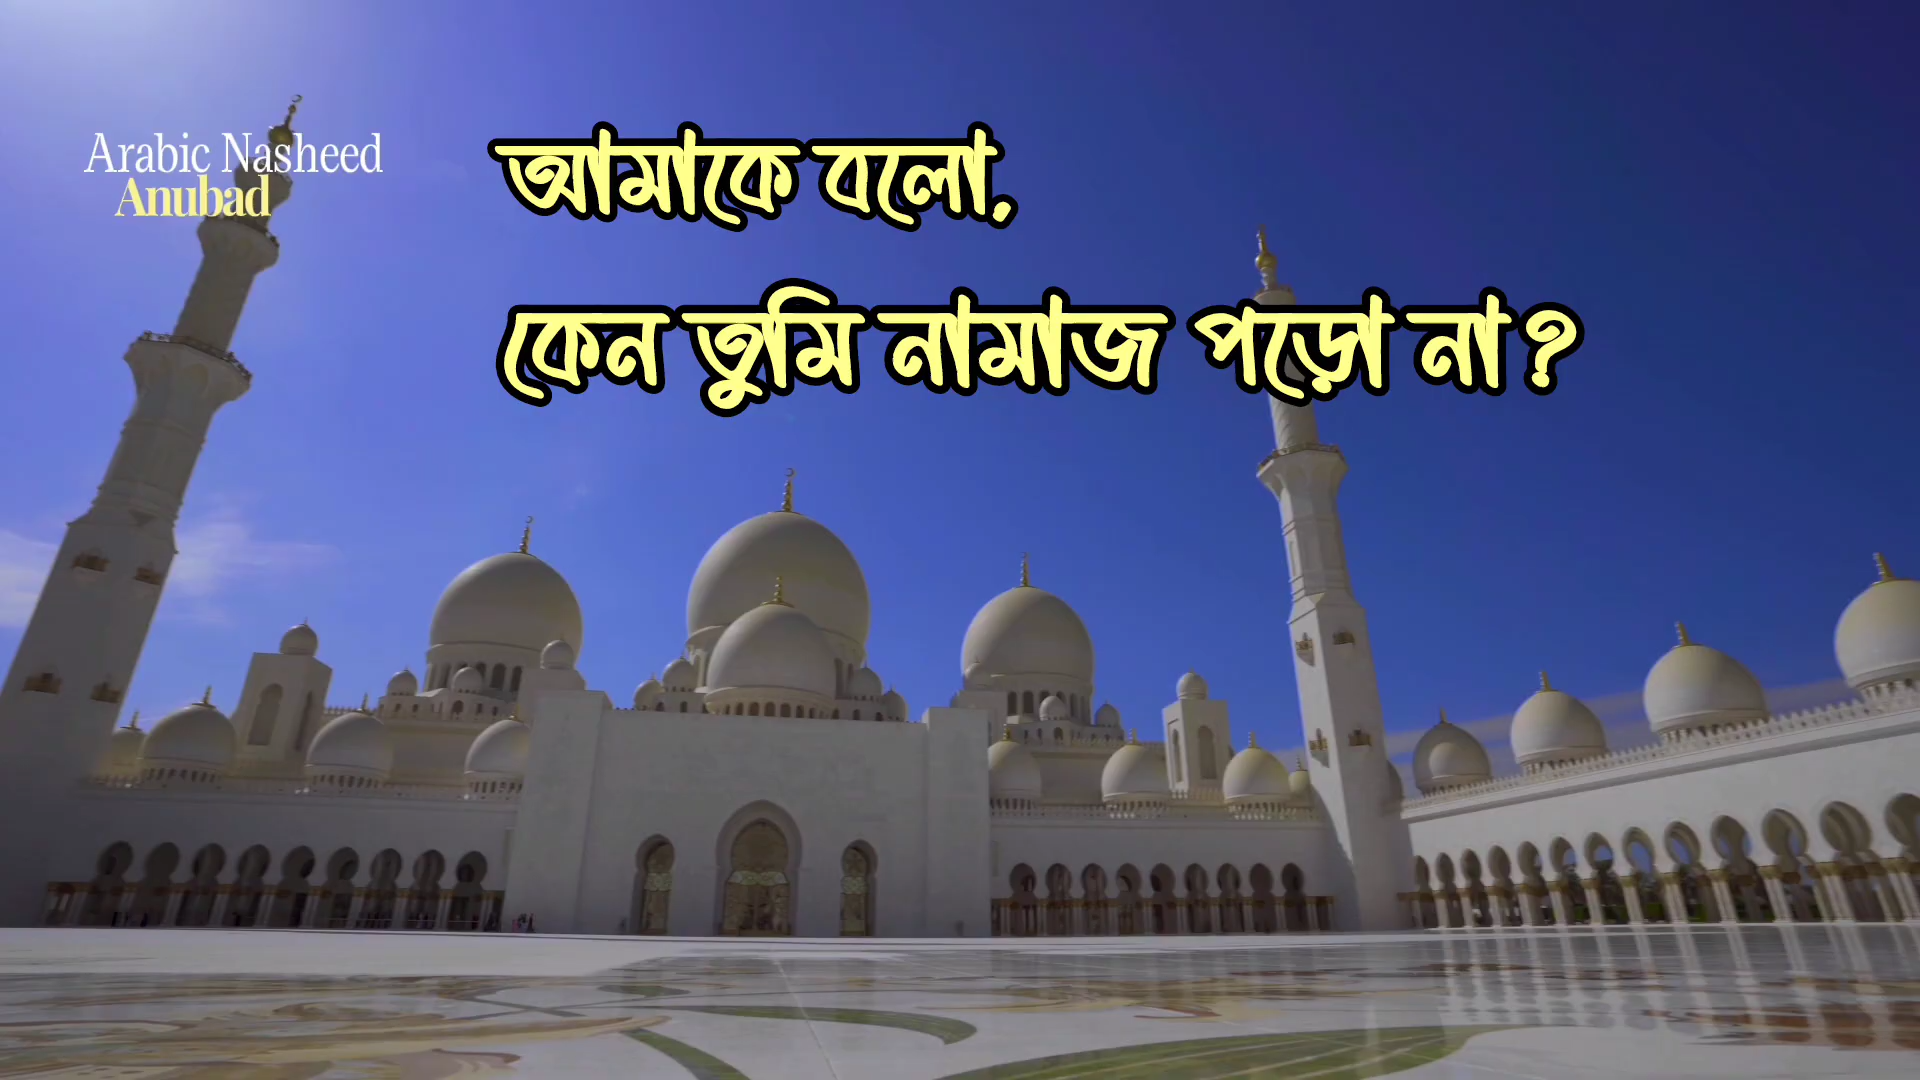 Arabic Nasheed
Anubad
আমাকে বলো,
কেন তুমি নামাজ পড়ো না?